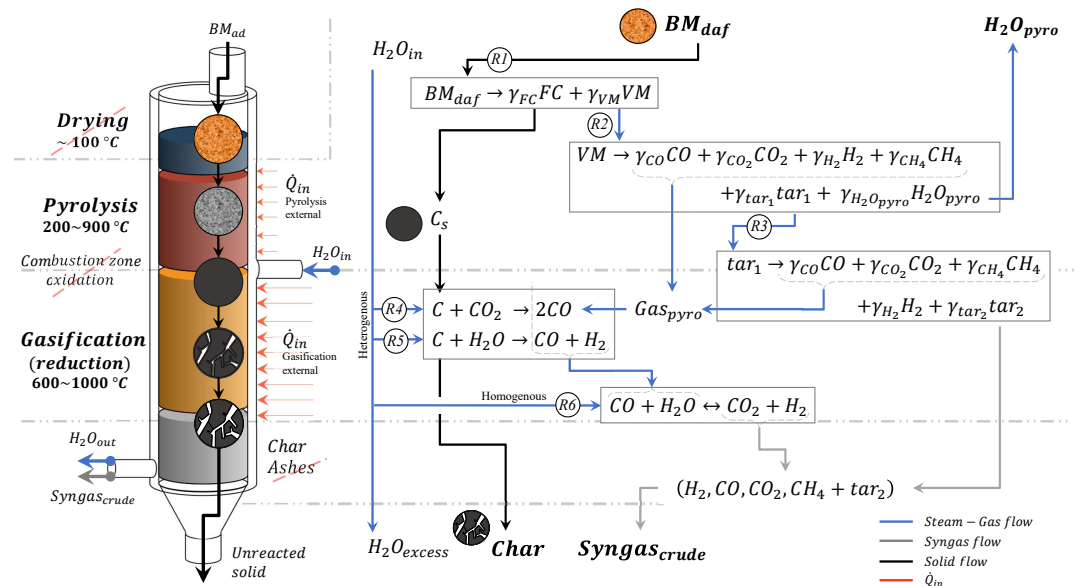 BM_ad
Drying
~ 100 °C
Pyrolysis
200~900 °C
Combustion zone
oxidation
Gasification
(reduction)
600~1000 °C
Q̇_in
Pyrolysis
external
H₂O_in
Q̇_in
Gasification
external
H₂O_out
Syngas_crude
Char
Ashes
Unreacted
solid
BM_daf
H₂O_pyro
H₂O_in
R1
BM_daf → γ_FC FC + γ_VM VM
R2
VM → γ_CO CO + γ_CO₂ CO₂ + γ_H₂ H₂ + γ_CH₄ CH₄
+γ_tar₁ tar₁ + γ_H₂O_pyro H₂O_pyro
C_s
R3
tar₁ → γ_CO CO + γ_CO₂ CO₂ + γ_CH₄ CH₄
+γ_H₂ H₂ + γ_tar₂ tar₂
Heterogenous
R4
C + CO₂ → 2CO
Gas_pyro
R5
C + H₂O → CO + H₂
Homogenous
R6
CO + H₂O ↔ CO₂ + H₂
(H₂, CO, CO₂, CH₄ + tar₂)
H₂O_excess
Char
Syngas_crude
Steam − Gas flow
Syngas flow
Solid flow
Q̇_in